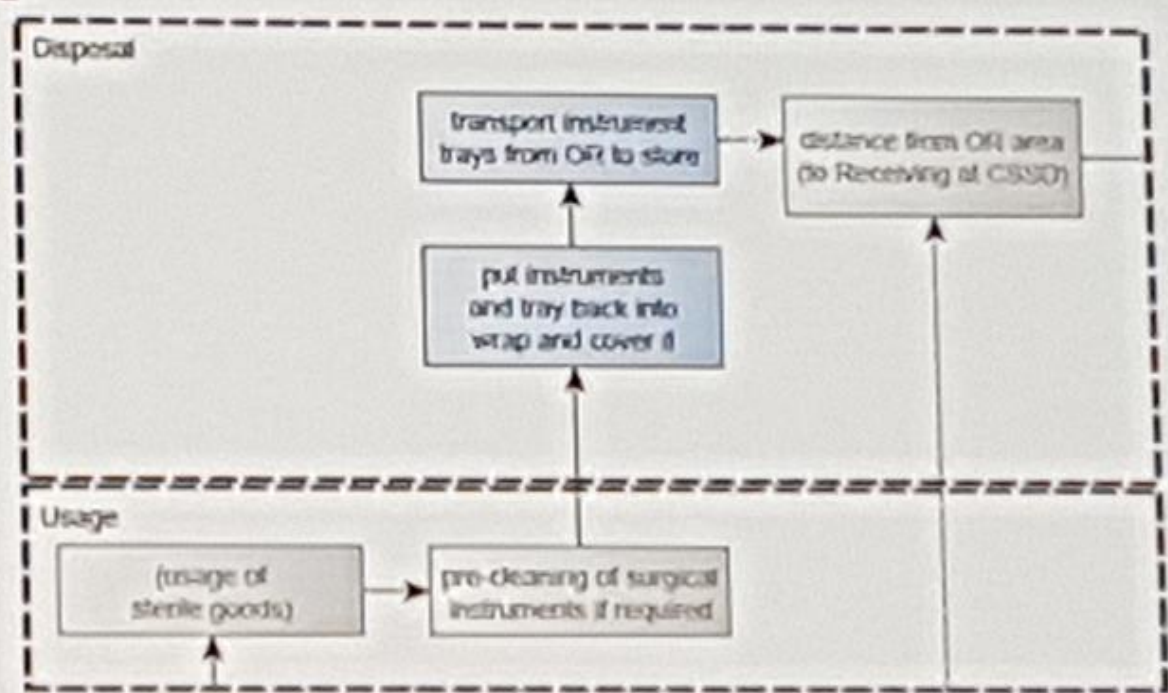 Disposal
transport instrument
trays from OR to store
distance from OR area
(to Receiving at CSSD)
put instruments
and tray back into
wrap and cover it
Usage
(usage of
sterile goods)
pre-cleaning of surgical
instruments if required